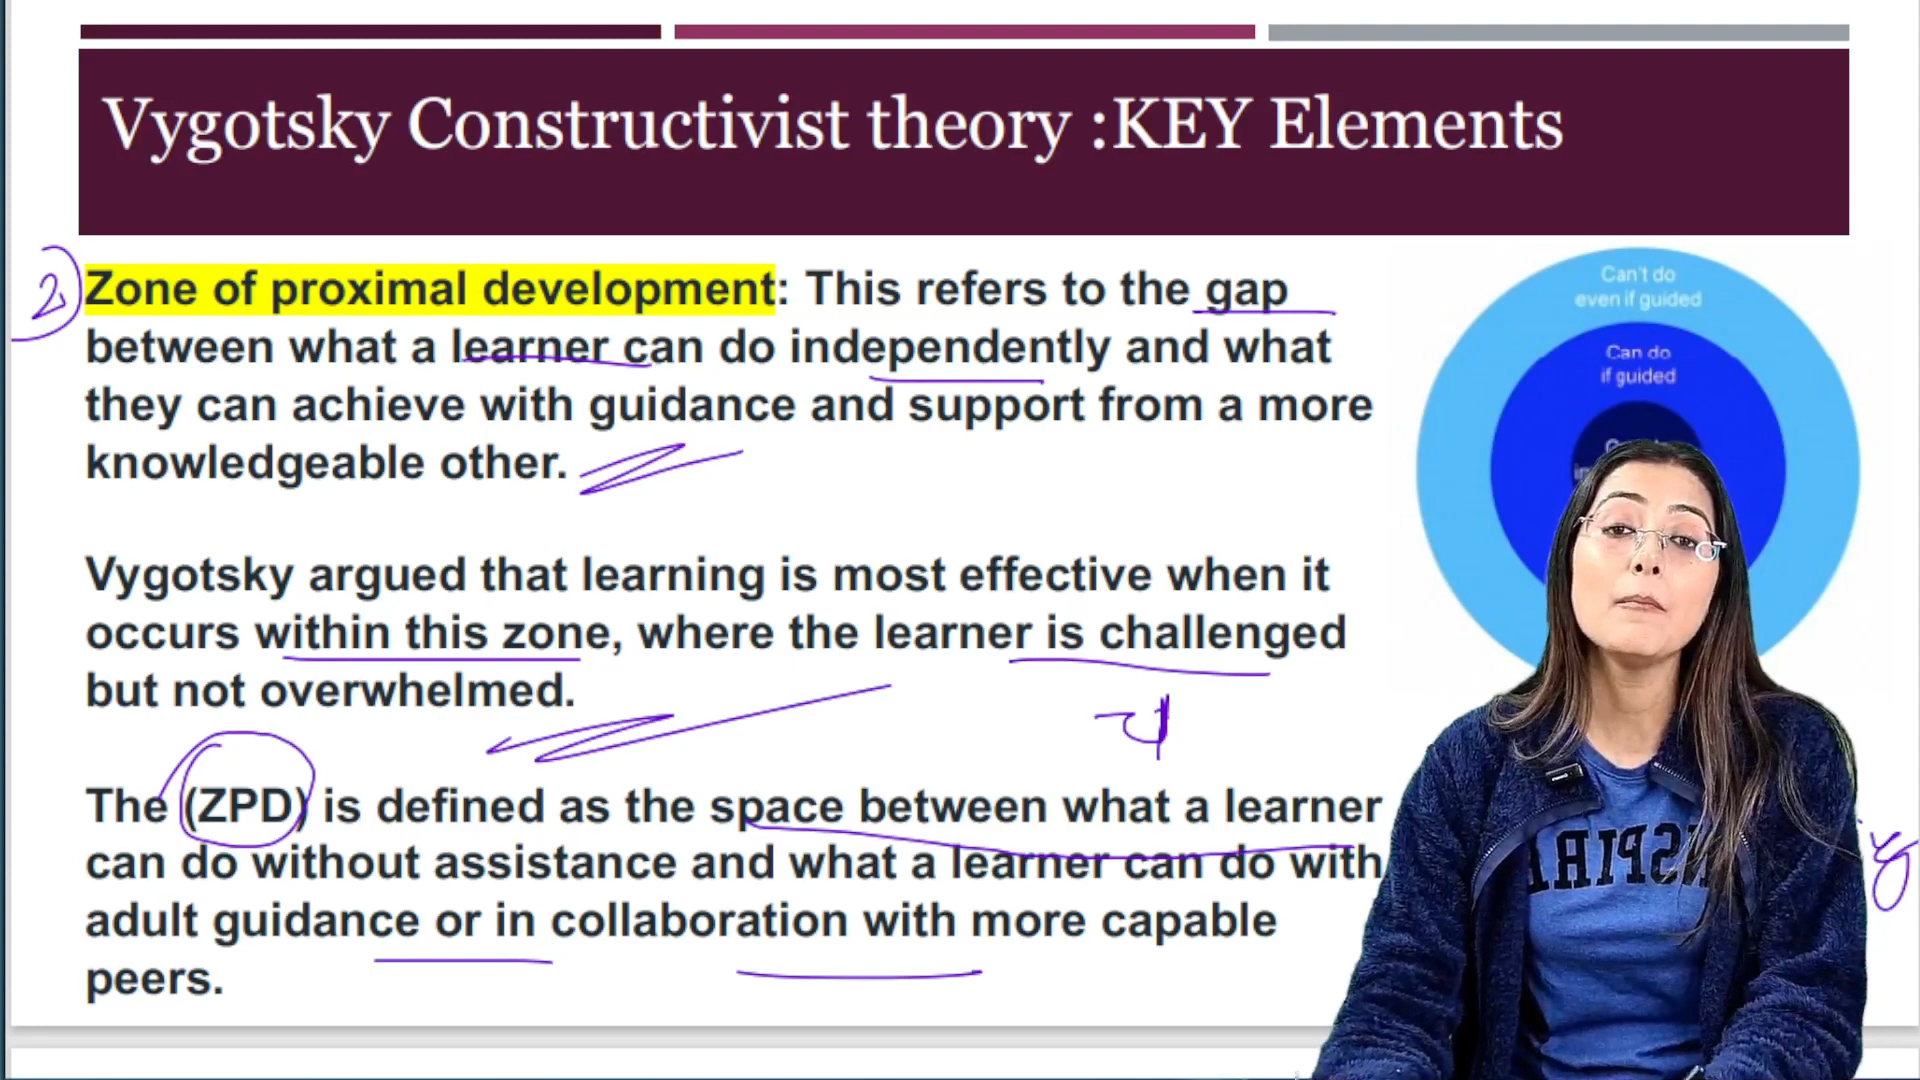 Vygotsky Constructivist theory :KEY Elements
2
Zone of proximal development: This refers to the gap
between what a learner can do independently and what
they can achieve with guidance and support from a more
knowledgeable other.
Vygotsky argued that learning is most effective when it
occurs within this zone, where the learner is challenged
but not overwhelmed.
The (ZPD) is defined as the space between what a learner
can do without assistance and what a learner can do with
adult guidance or in collaboration with more capable
peers.
Can't do
even if guided
Can do
if guided